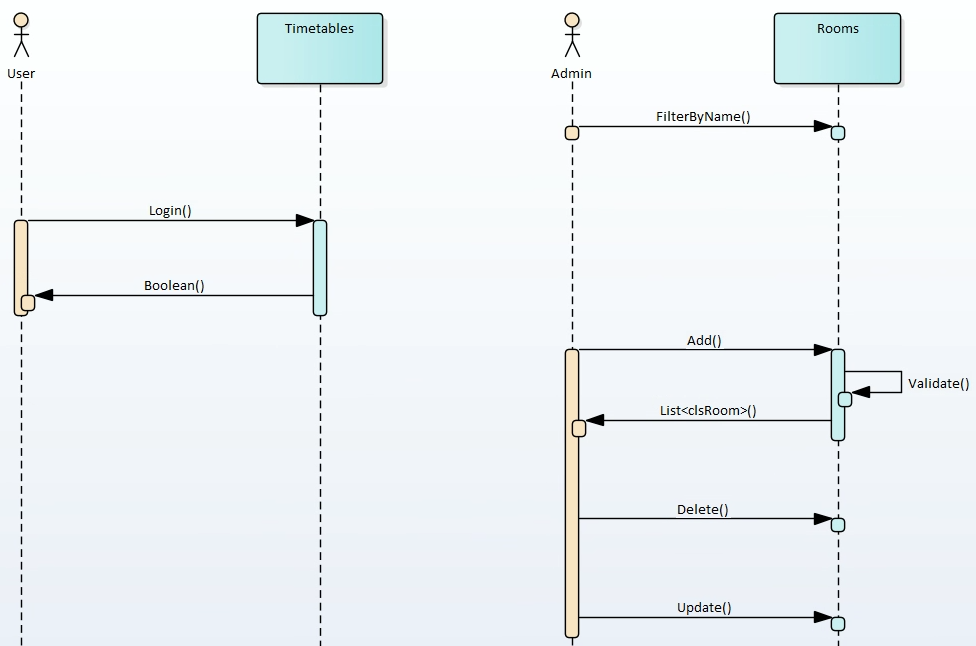 Timetables
Rooms
User
Admin
FilterByName()
Login()
Boolean()
Add()
Validate()
List<clsRoom>()
Delete()
Update()